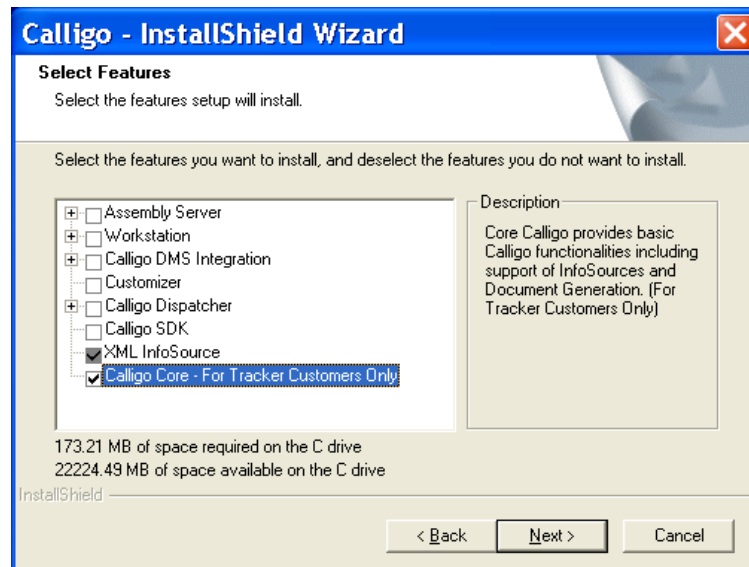 Calligo - InstallShield Wizard
Select Features
Select the features setup will install.
Select the features you want to install, and deselect the features you do not want to install.
Assembly Server
Workstation
Calligo DMS Integration
Customizer
Calligo Dispatcher
Calligo SDK
XML InfoSource
Calligo Core - For Tracker Customers Only
Description
Core Calligo provides basic
Calligo functionalities including
support of InfoSources and
Document Generation. (For
Tracker Customers Only)
173.21 MB of space required on the C drive
22224.49 MB of space available on the C drive
InstallShield
< Back
Next >
Cancel